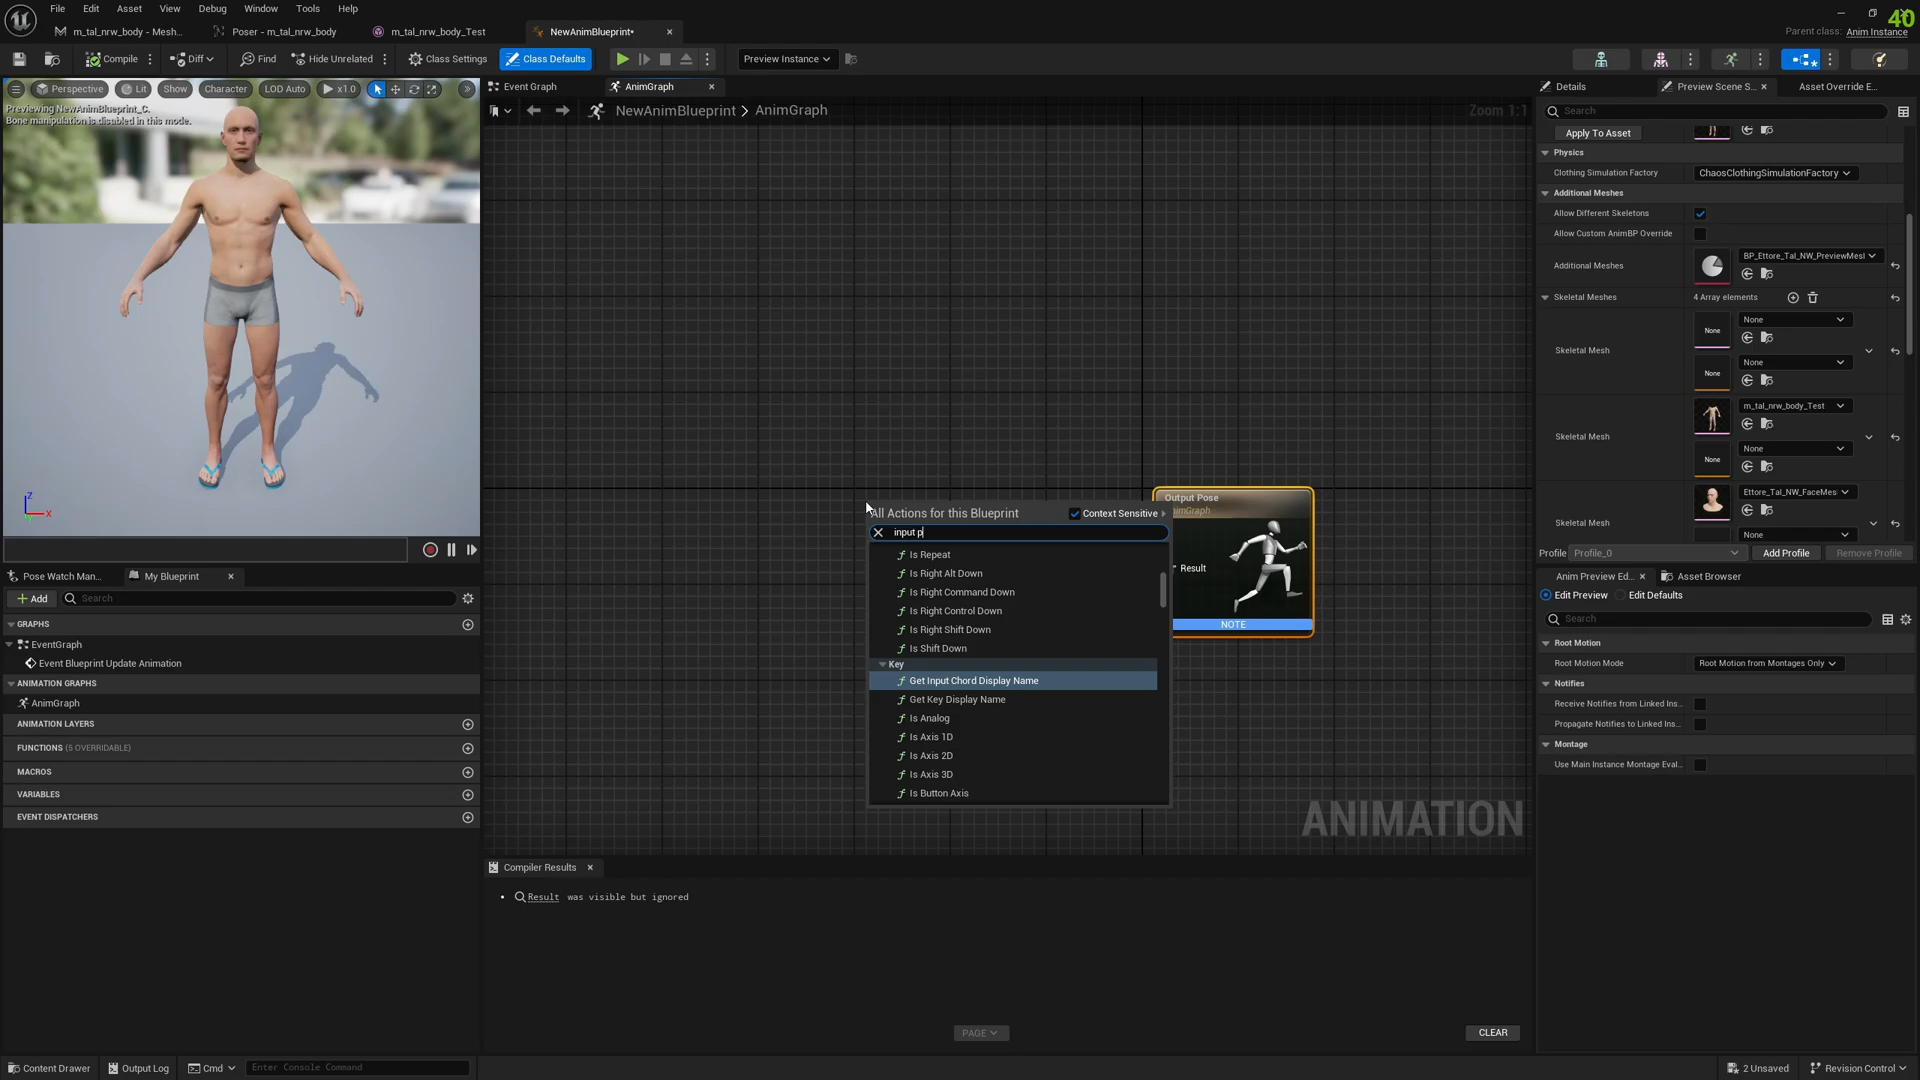 File Edit Asset View Debug Window Tools Help
40
m_tal_nrw_body - Mesh...
Poser - m_tal_nrw_body
m_tal_nrw_body_Test
NewAnimBlueprint•
Parent class: Anim Instance
Compile
Diff
Find
Hide Unrelated
Class Settings
Class Defaults
Preview Instance
Perspective
Lit
Show
Character
LOD Auto
x1.0
Previewing NewAnimBlueprint_C.
Bone manipulation is disabled in this mode.
Z
X
Event Graph
AnimGraph
NewAnimBlueprint > AnimGraph
Zoom 1:1
Output Pose
AnimGraph
Result
NOTE
All Actions for this Blueprint
Context Sensitive
input p
Is Repeat
Is Right Alt Down
Is Right Command Down
Is Right Control Down
Is Right Shift Down
Is Shift Down
Key
Get Input Chord Display Name
Get Key Display Name
Is Analog
Is Axis 1D
Is Axis 2D
Is Axis 3D
Is Button Axis
ANIMATION
Compiler Results
• Result was visible but ignored
PAGE
CLEAR
Pose Watch Man...
My Blueprint
Add
Search
GRAPHS
EventGraph
Event Blueprint Update Animation
ANIMATION GRAPHS
AnimGraph
ANIMATION LAYERS
FUNCTIONS (5 OVERRIDABLE)
MACROS
VARIABLES
EVENT DISPATCHERS
Details
Preview Scene S...
Asset Override E...
Search
Apply To Asset
Physics
Clothing Simulation Factory
ChaosClothingSimulationFactory
Additional Meshes
Allow Different Skeletons
Allow Custom AnimBP Override
Additional Meshes
BP_Ettore_Tal_NW_PreviewMesl
Skeletal Meshes
4 Array elements
None
None
Skeletal Mesh
None
None
m_tal_nrw_body_Test
Skeletal Mesh
None
None
Ettore_Tal_NW_FaceMes
Skeletal Mesh
None
Profile
Profile_0
Add Profile
Remove Profile
Anim Preview Ed...
Asset Browser
Edit Preview
Edit Defaults
Search
Root Motion
Root Motion Mode
Root Motion from Montages Only
Notifies
Receive Notifies from Linked Ins...
Propagate Notifies to Linked Ins...
Montage
Use Main Instance Montage Eval...
Content Drawer
Output Log
Cmd
Enter Console Command
2 Unsaved
Revision Control